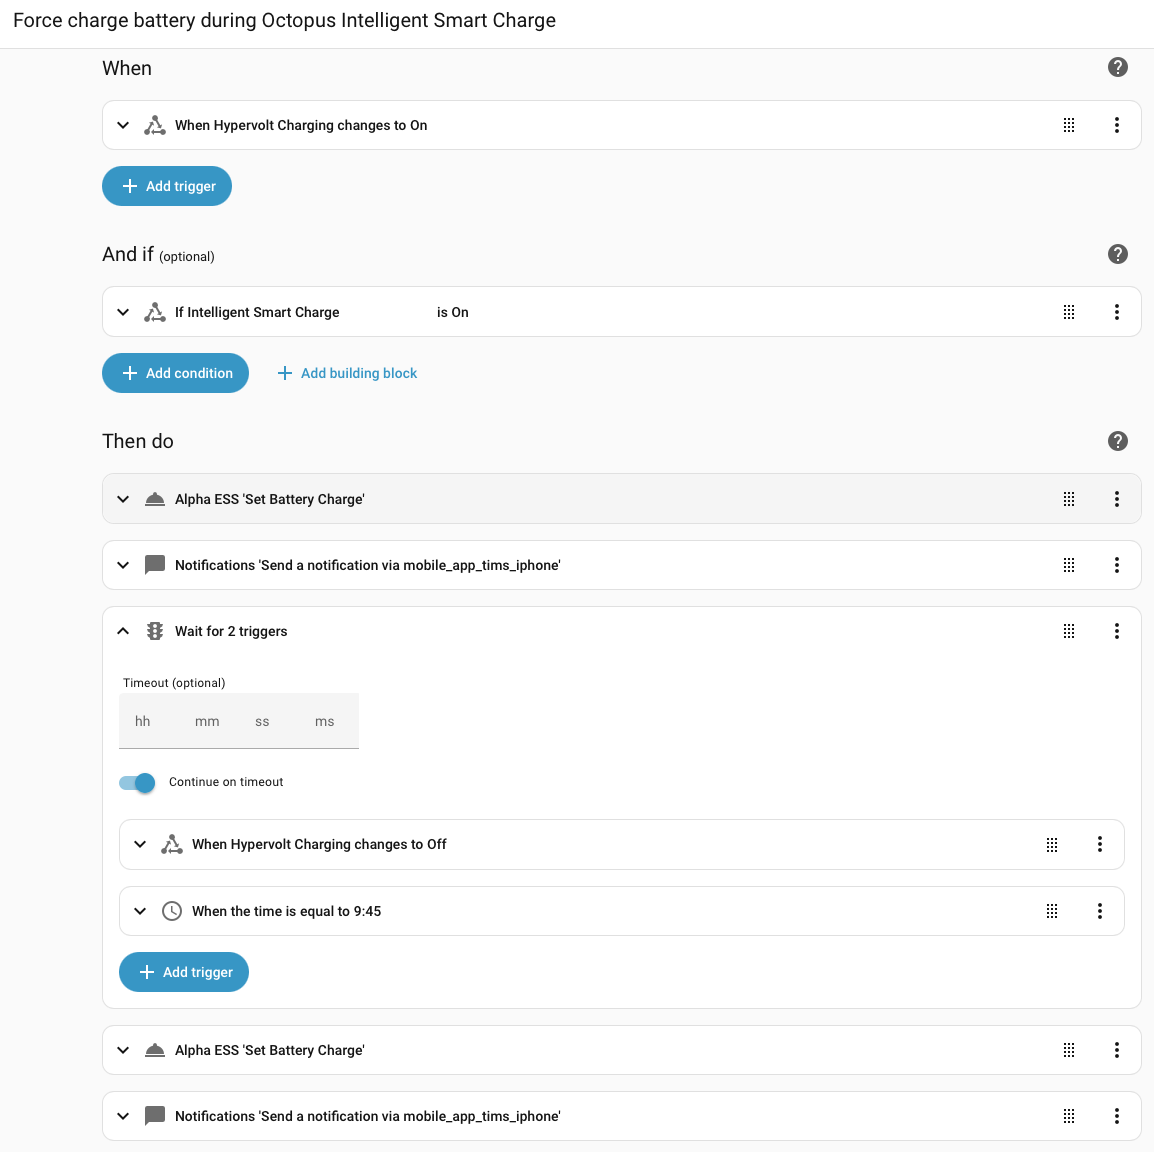 Force charge battery during Octopus Intelligent Smart Charge
When
When Hypervolt Charging changes to On
Add trigger
And if (optional)
If Intelligent Smart Charge is On
Add condition Add building block
Then do
Alpha ESS 'Set Battery Charge'
Notifications 'Send a notification via mobile_app_tims_iphone'
Wait for 2 triggers
Timeout (optional)
hh mm ss ms
Continue on timeout
When Hypervolt Charging changes to Off
When the time is equal to 9:45
Add trigger
Alpha ESS 'Set Battery Charge'
Notifications 'Send a notification via mobile_app_tims_iphone'